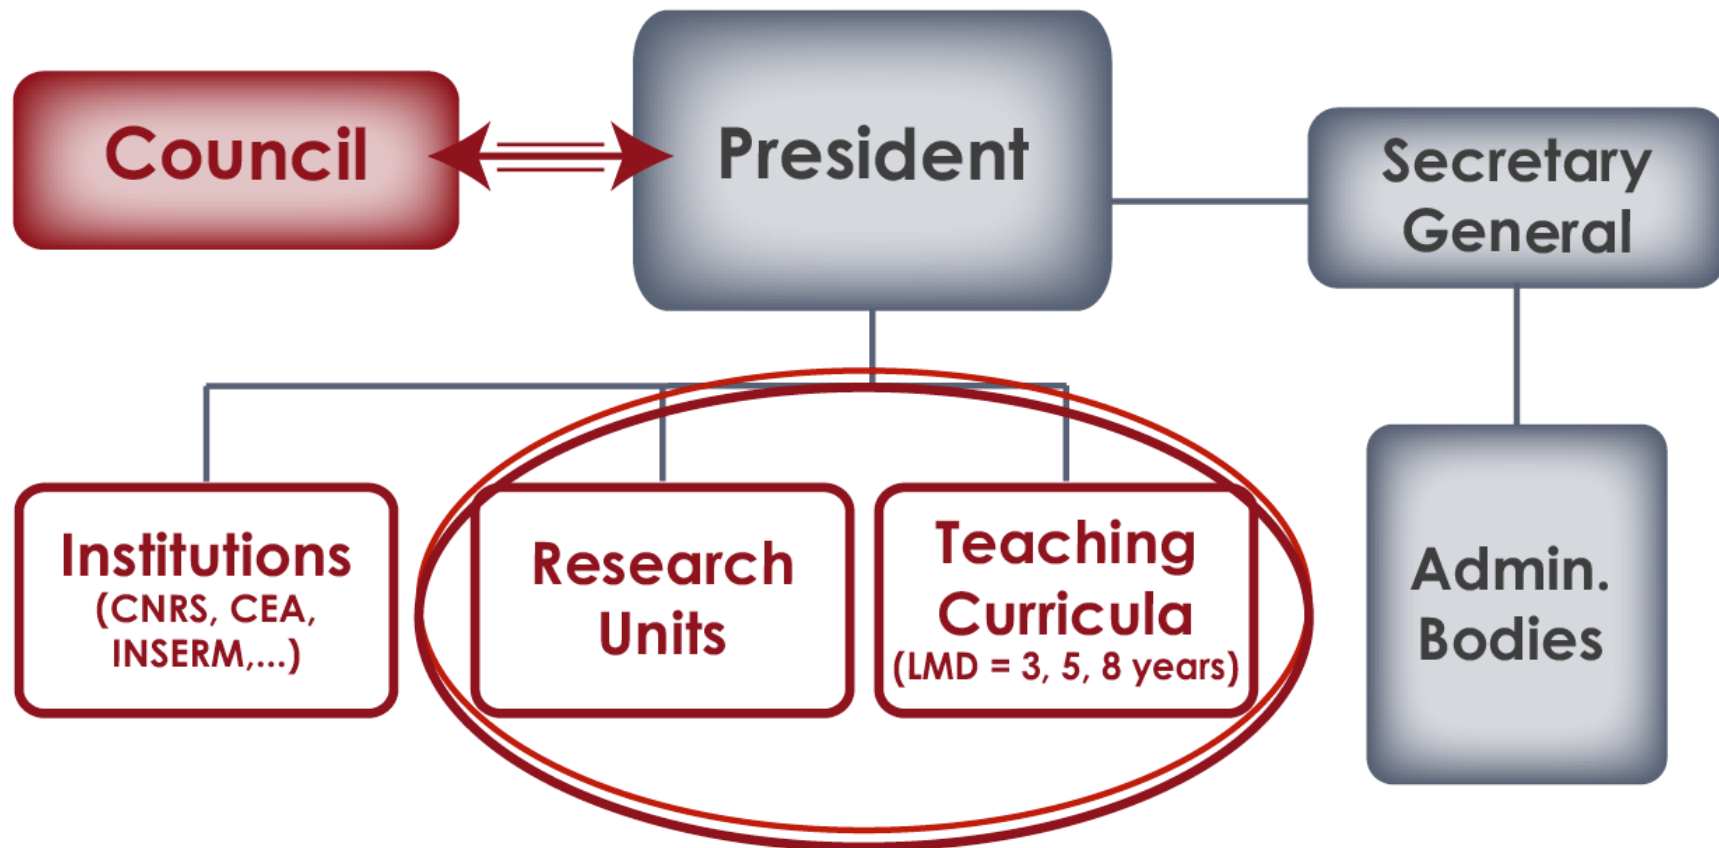 Council
President
Secretary
General
Institutions
(CNRS, CEA,
INSERM,...)
Research
Units
Teaching
Curricula
(LMD = 3, 5, 8 years)
Admin.
Bodies